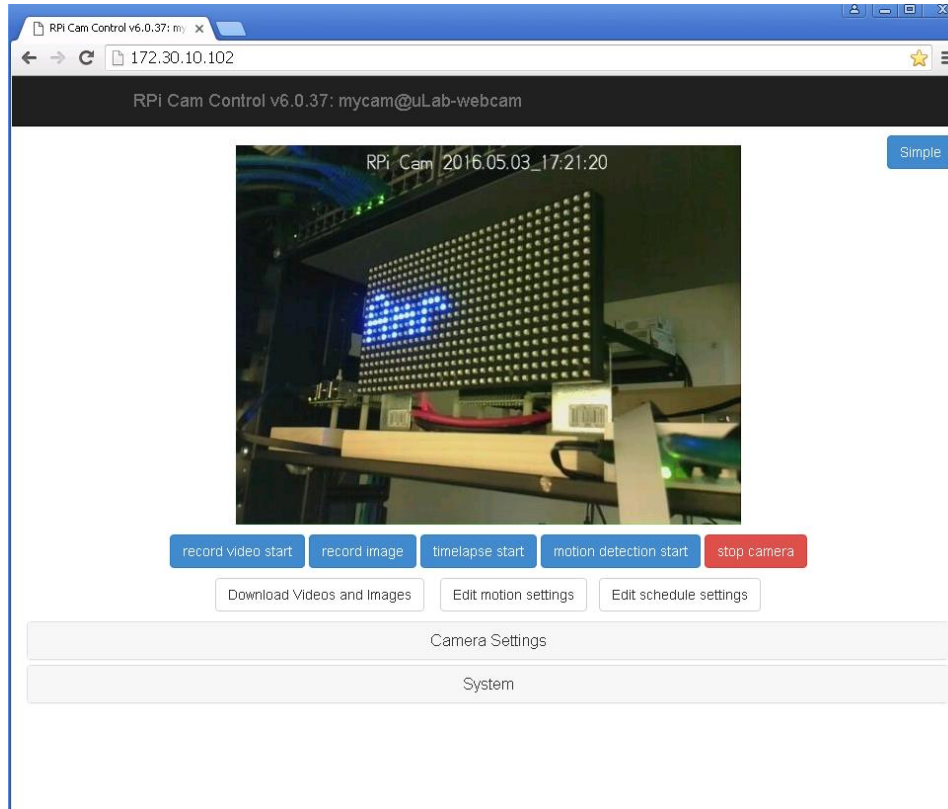 RPi Cam Control v6.0.37: my
172.30.10.102
RPi Cam Control v6.0.37: mycam@uLab-webcam
Simple
RPi Cam 2016.05.03_17:21:20
record video start
record image
timelapse start
motion detection start
stop camera
Download Videos and Images
Edit motion settings
Edit schedule settings
Camera Settings
System